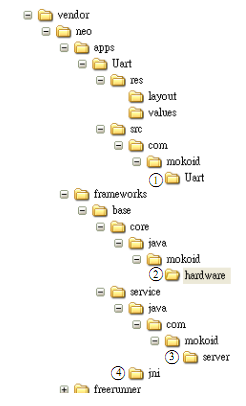 vendor
neo
apps
Uart
res
layout
values
src
com
mokoid
1 Uart
frameworks
base
core
java
mokoid
2 hardware
service
java
com
mokoid
3 server
4 jni
freerunner